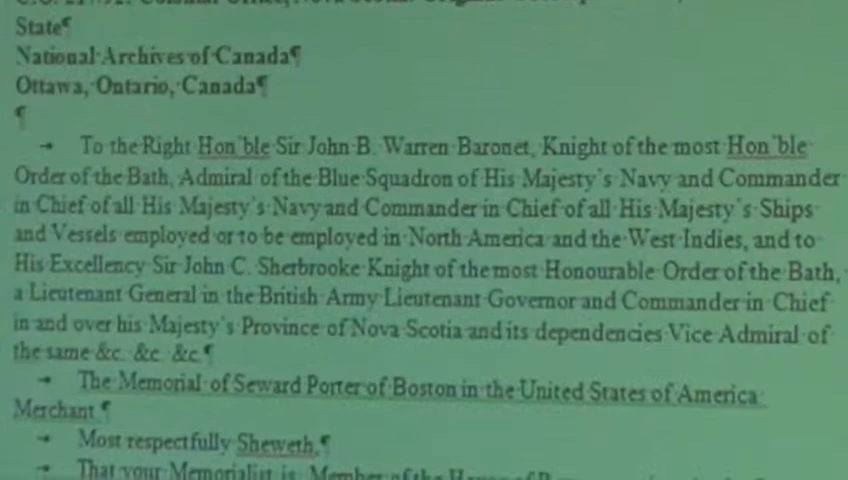 State¶
National Archives of Canada¶
Ottawa, Ontario, Canada¶
¶
→ To the Right Hon'ble Sir John B. Warren Baronet, Knight of the most Hon'ble
Order of the Bath, Admiral of the Blue Squadron of His Majesty's Navy and Commander
in Chief of all His Majesty's Navy and Commander in Chief of all His Majesty's Ships
and Vessels employed or to be employed in North America and the West Indies, and to
His Excellency Sir John C. Sherbrooke Knight of the most Honourable Order of the Bath,
a Lieutenant General in the British Army Lieutenant Governor and Commander in Chief
in and over his Majesty's Province of Nova Scotia and its dependencies Vice Admiral of
the same &c. &c. &c.¶
→ The Memorial of Seward Porter of Boston in the United States of America
Merchant ¶
→ Most respectfully Sheweth,¶
→ That your Memorialist is Member of the House of